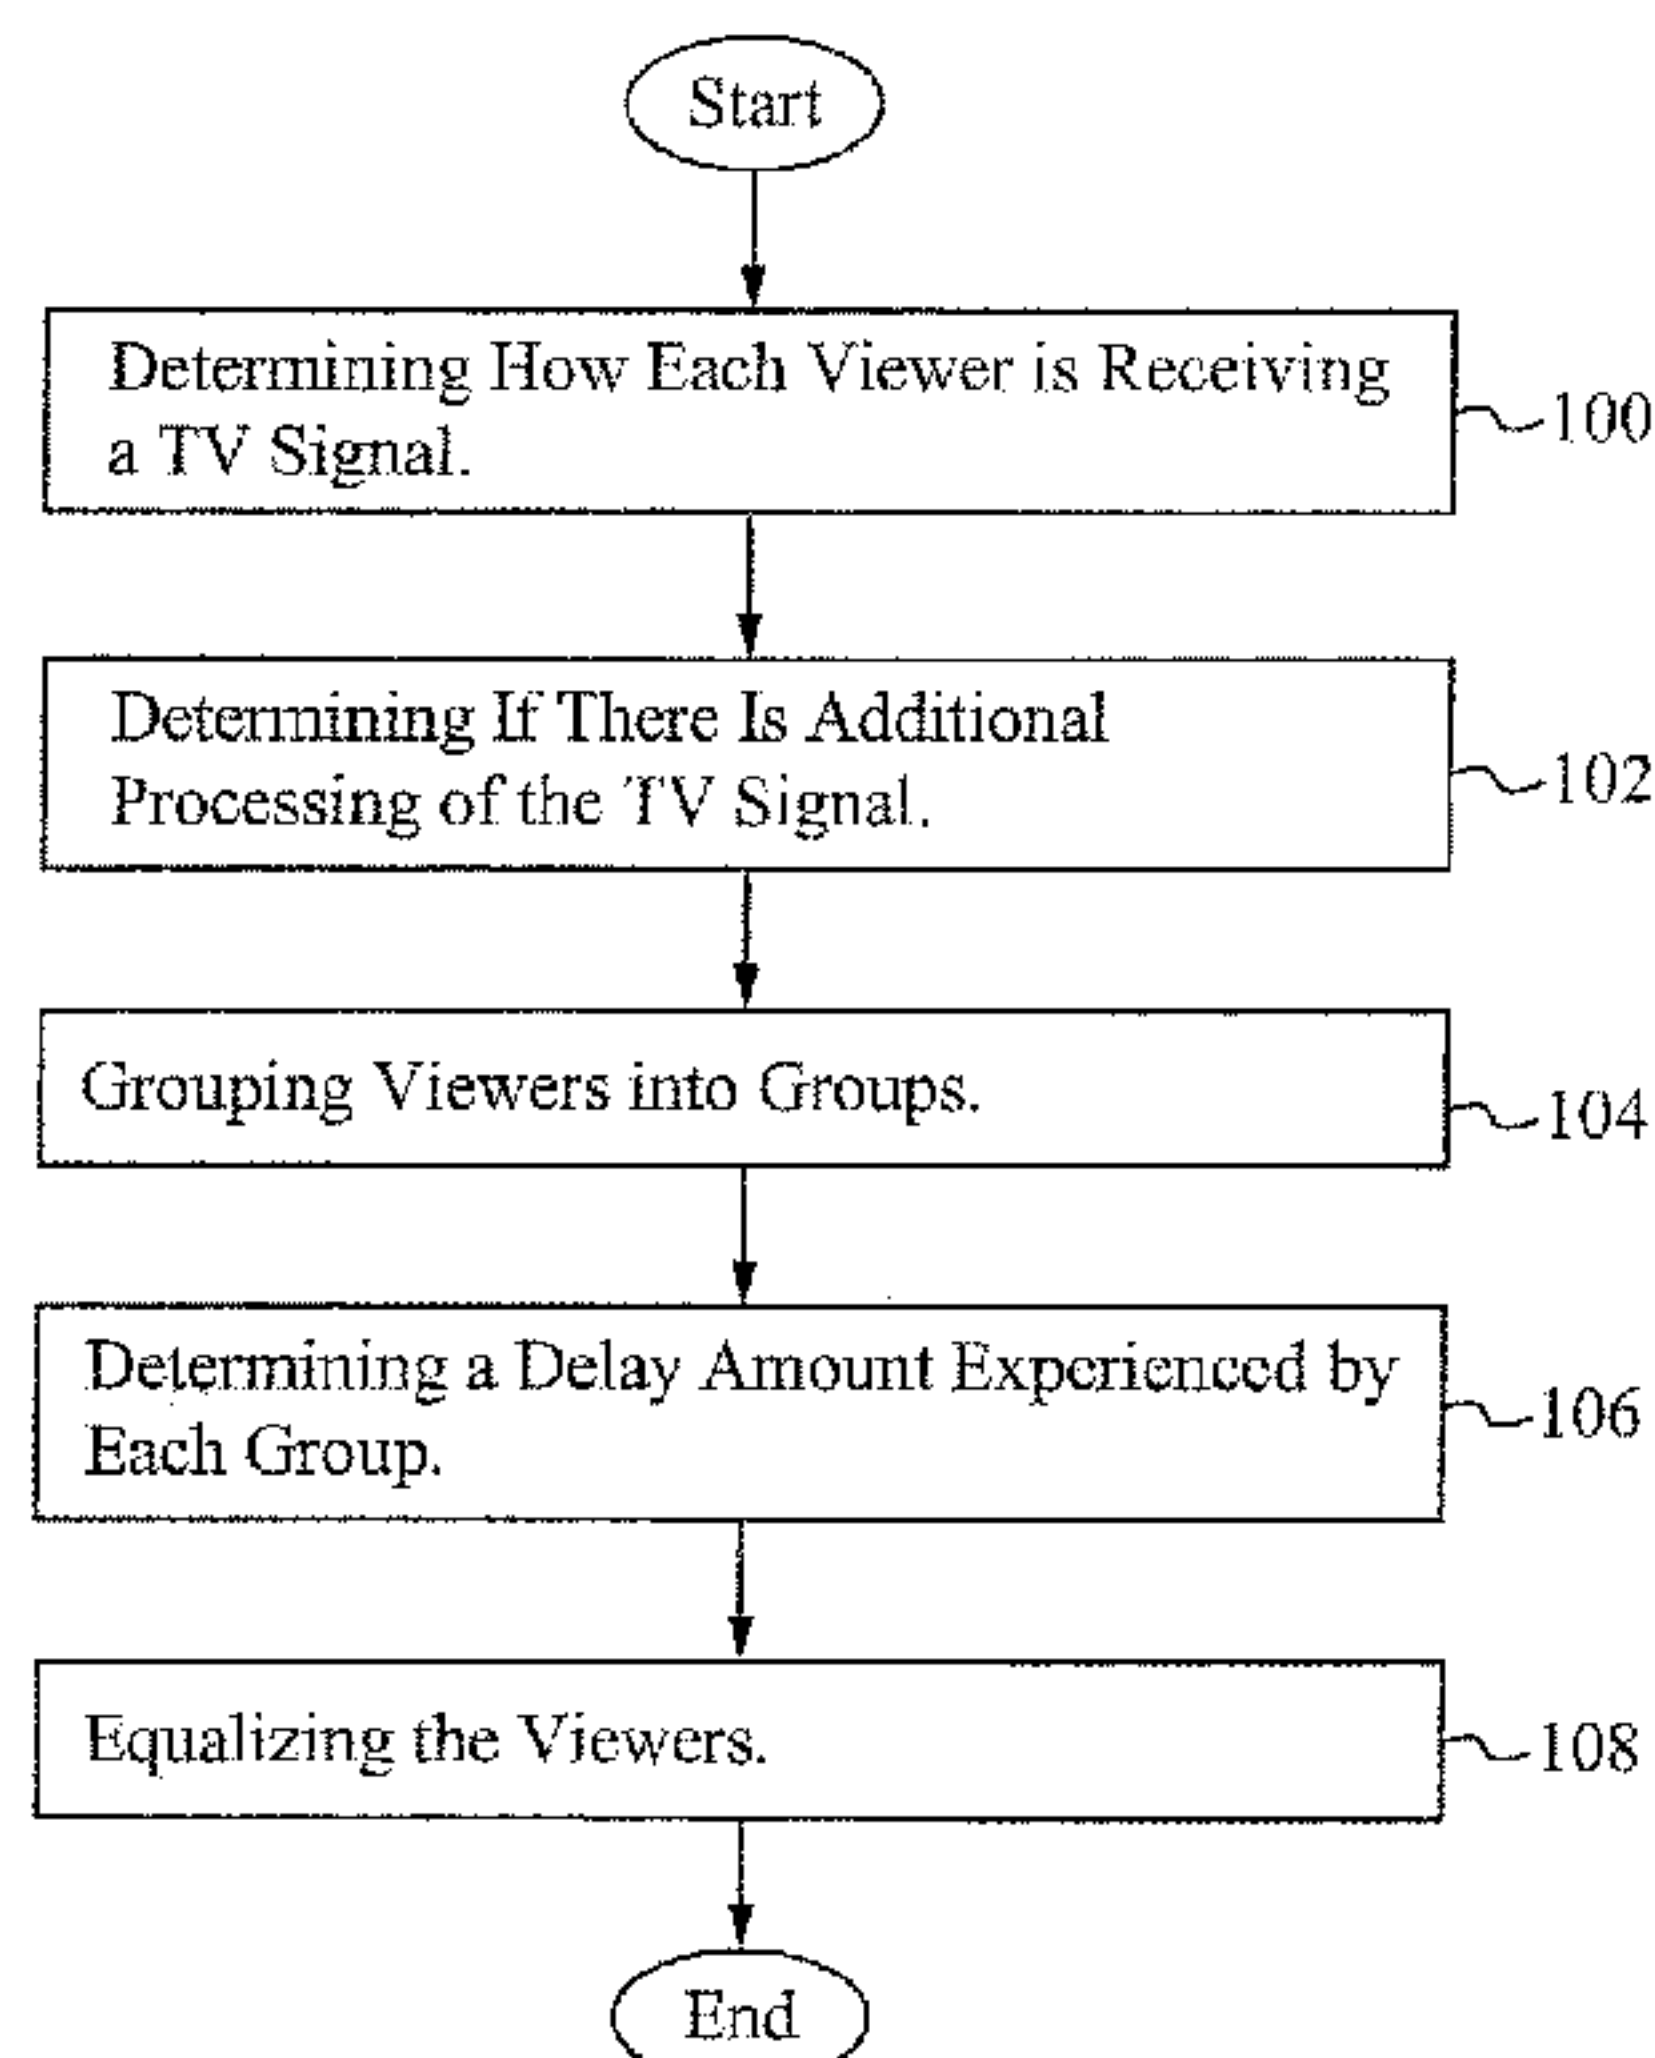 Start
Determining How Each Viewer is Receiving
a TV Signal.
100
Determining If There Is Additional
Processing of the TV Signal.
102
Grouping Viewers into Groups.
104
Determining a Delay Amount Experienced by
Each Group.
106
Equalizing the Viewers.
108
End